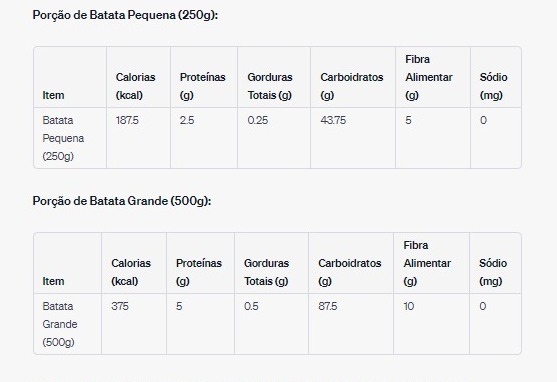 Porção de Batata Pequena (250g):
Fibra
Calorias Proteínas Gorduras Carboidratos Alimentar Sódio
Item (kcal) (g) Totais (g) (g) (g) (mg)
Batata 187.5 2.5 0.25 43.75 5 0
Pequena
(250g)
Porção de Batata Grande (500g):
Fibra
Calorias Proteínas Gorduras Carboidratos Alimentar Sódio
Item (kcal) (g) Totais (g) (g) (g) (mg)
Batata 375 5 0.5 87.5 10 0
Grande
(500g)